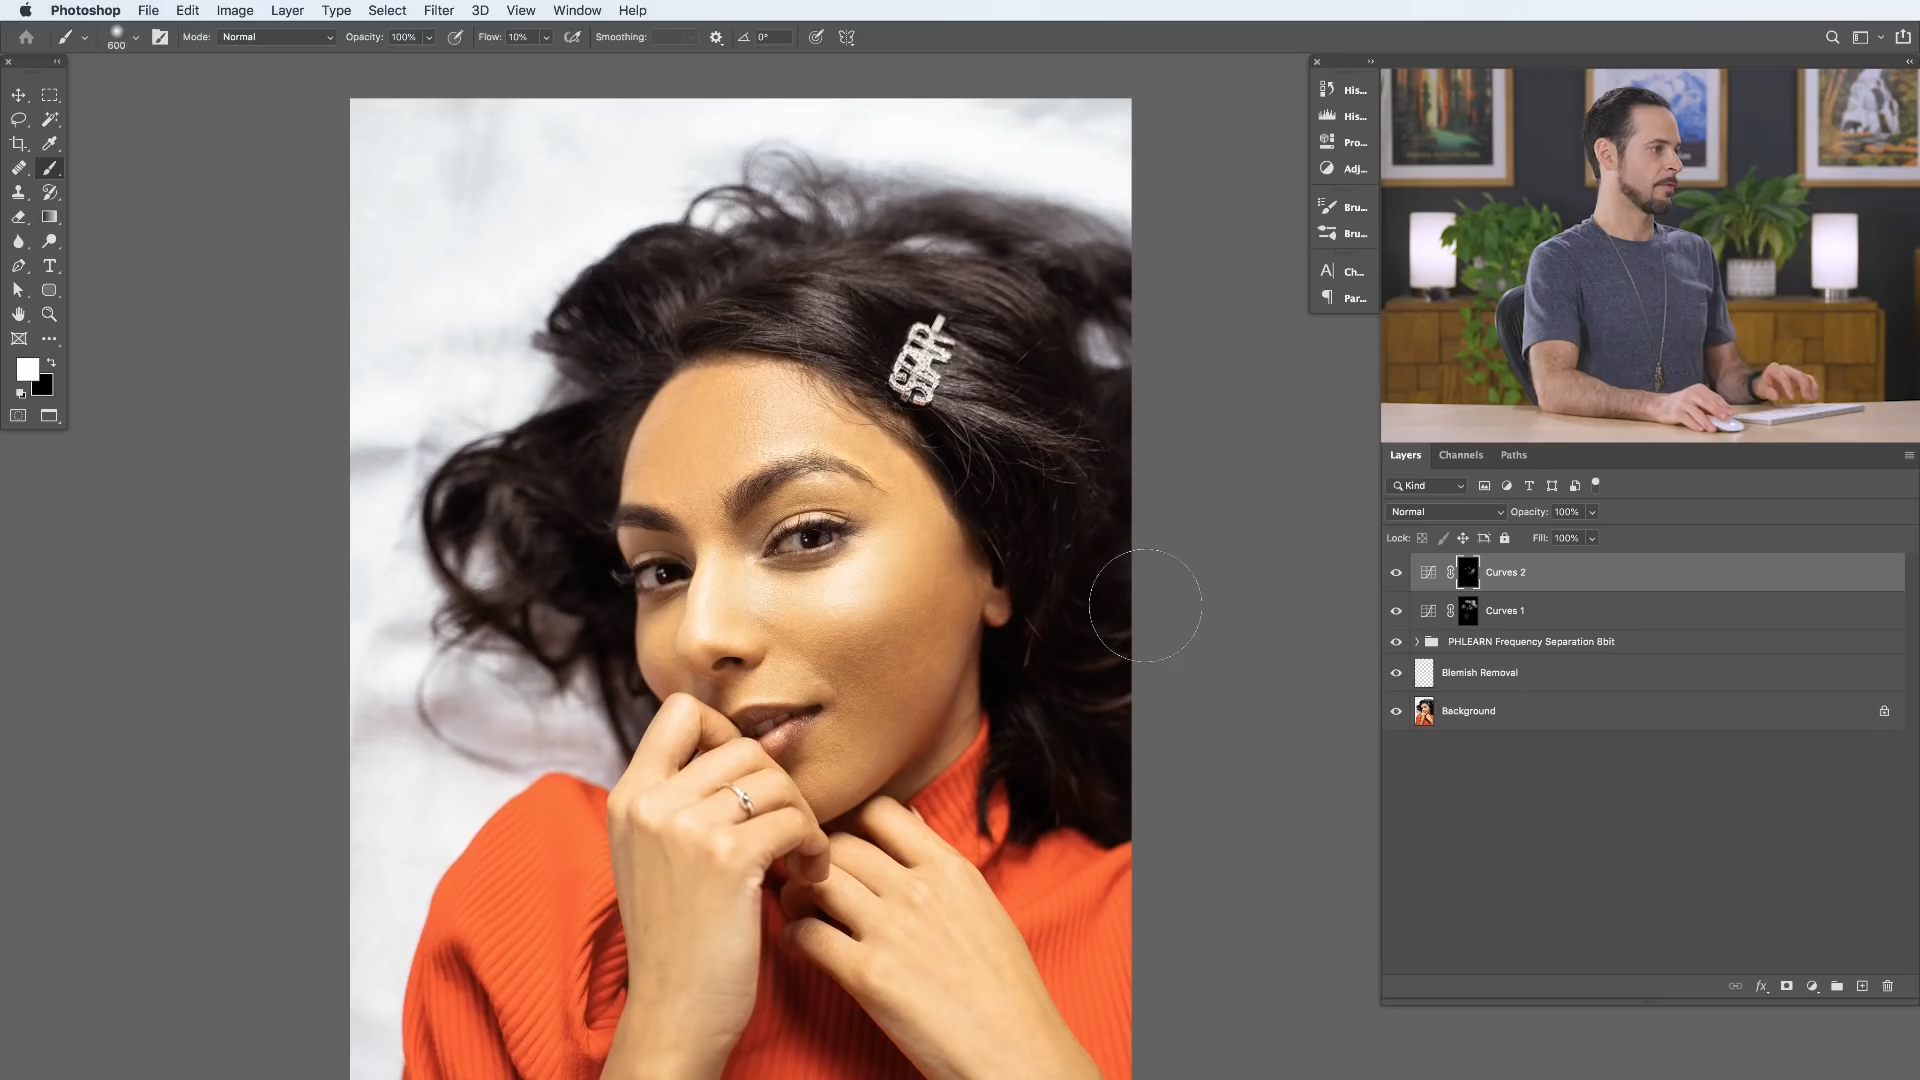 Photoshop File Edit Image Layer Type Select Filter 3D View Window Help
600 Mode: Normal Opacity: 100% Flow: 10% Smoothing: 0°
His...
His...
Pro...
Adj...
Bru...
Bru...
Ch...
Par...
Layers Channels Paths
Kind
Normal Opacity: 100%
Lock: Fill: 100%
Curves 2
Curves 1
PHLEARN Frequency Separation 8bit
Blemish Removal
Background
fx